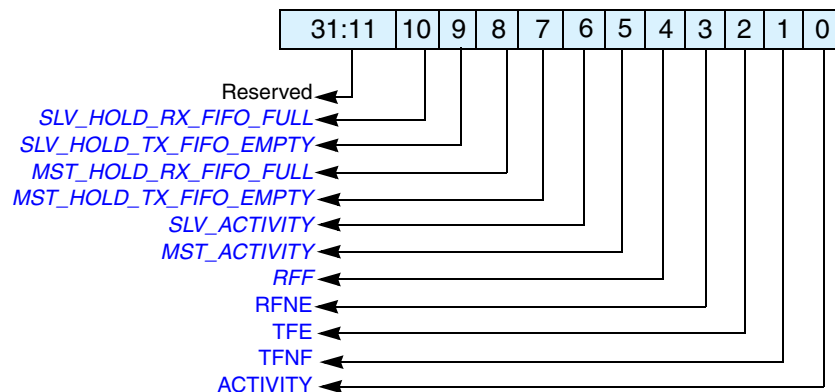 31:11 10 9 8 7 6 5 4 3 2 1 0
Reserved
SLV_HOLD_RX_FIFO_FULL
SLV_HOLD_TX_FIFO_EMPTY
MST_HOLD_RX_FIFO_FULL
MST_HOLD_TX_FIFO_EMPTY
SLV_ACTIVITY
MST_ACTIVITY
RFF
RFNE
TFE
TFNF
ACTIVITY